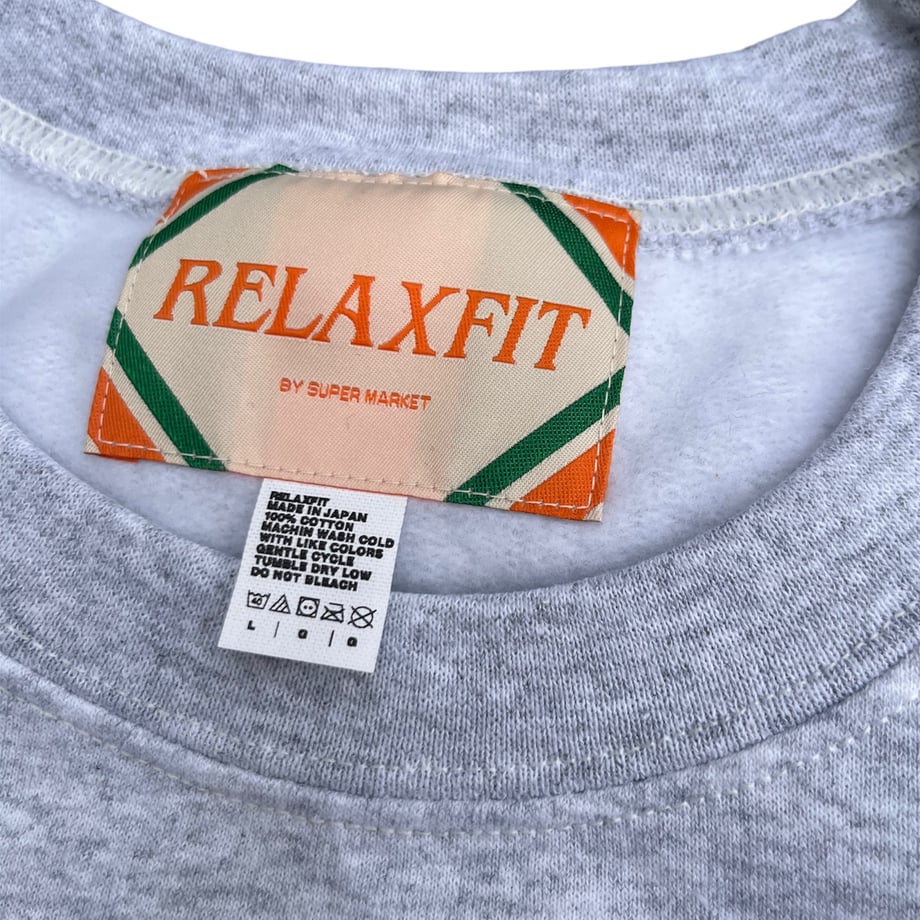 RELAXFIT
BY SUPER MARKET
RELAXFIT
MADE IN JAPAN
100% COTTON
MACHIN WASH COLD
WITH LIKE COLORS
GENTLE CYCLE
TUMBLE DRY LOW
DO NOT BLEACH
40
L | G | G